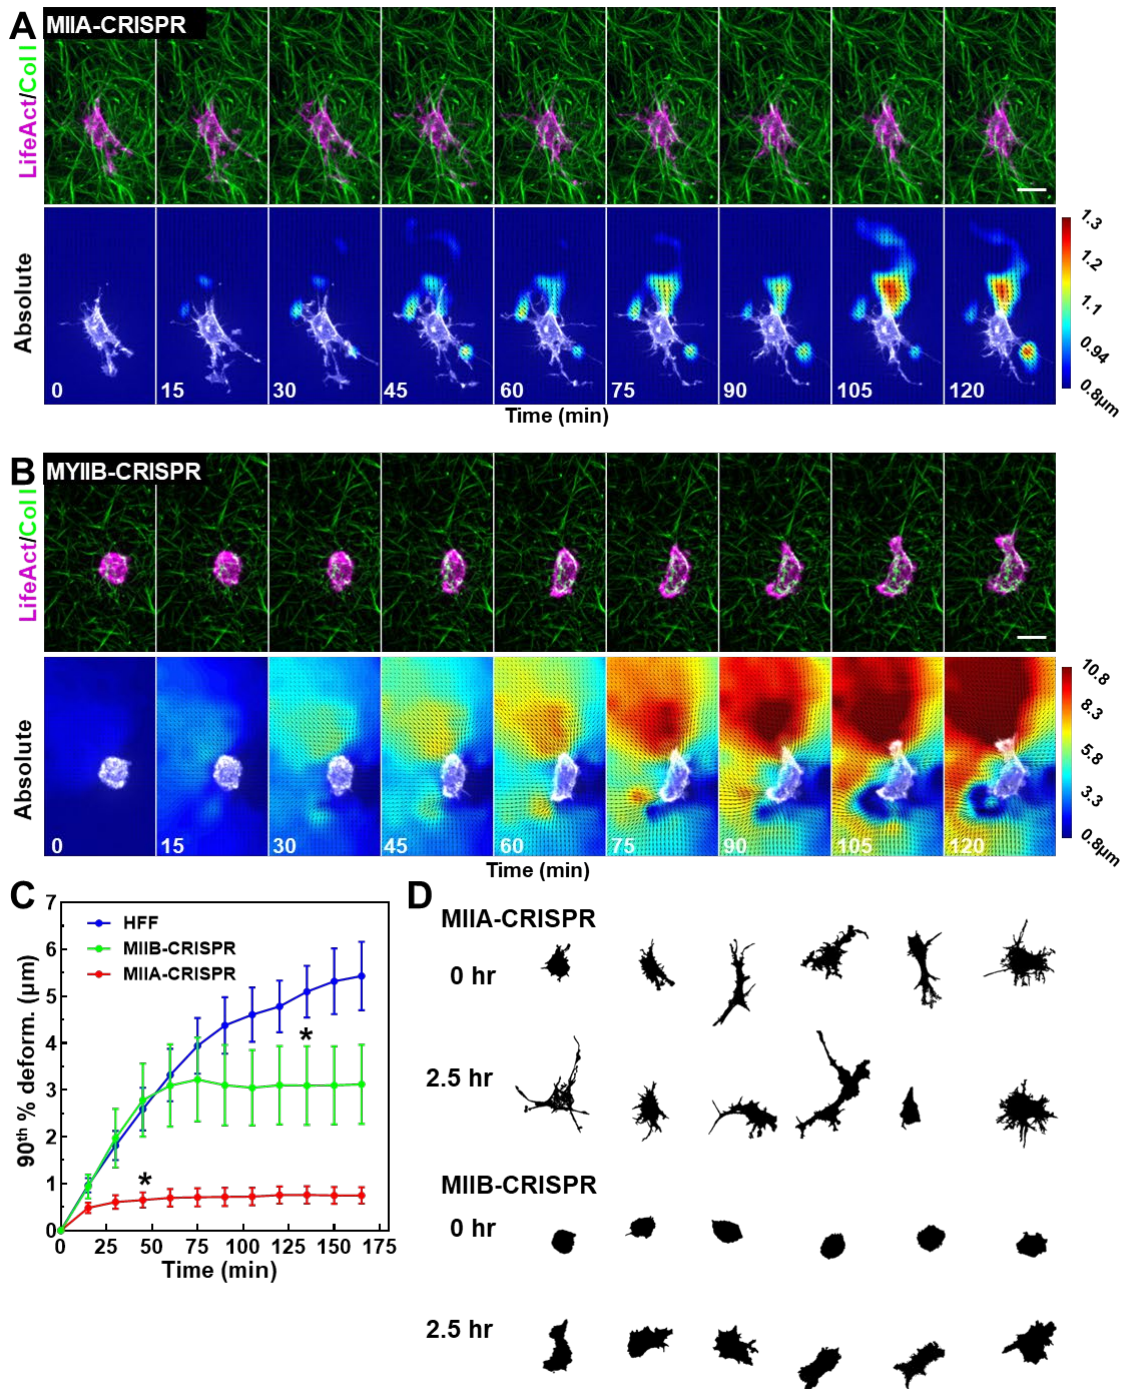 A
MIIA-CRISPR
LifeAct/Col I
Absolute
0 15 30 45 60 75 90 105 120
1.3
1.2
1.1
0.94
0.8µm
Time (min)
B
MYIIB-CRISPR
LifeAct/Col I
Absolute
0 15 30 45 60 75 90 105 120
10.8
8.3
5.8
3.3
0.8µm
Time (min)
C
90th % deform. (µm)
7
6
5
4
3
2
1
0
HFF
MIIB-CRISPR
MIIA-CRISPR
*
*
0 25 50 75 100 125 150 175
Time (min)
D
MIIA-CRISPR
0 hr
2.5 hr
MIIB-CRISPR
0 hr
2.5 hr